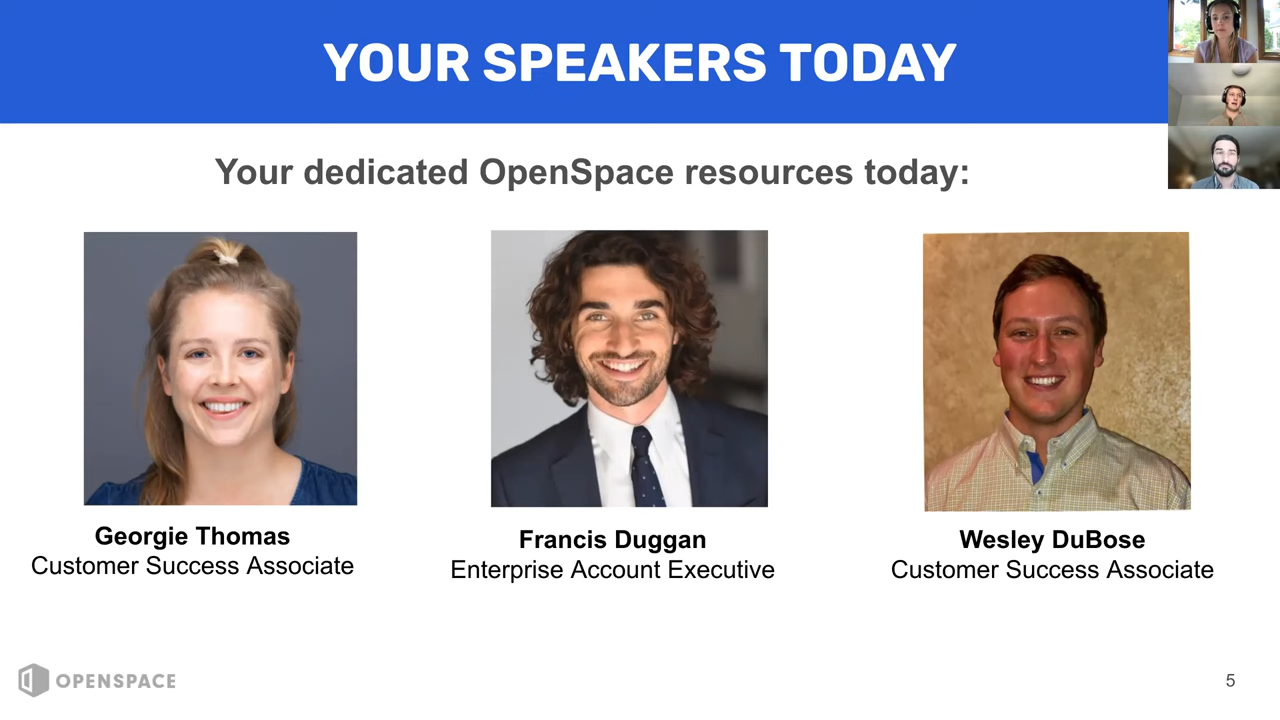 YOUR SPEAKERS TODAY
Your dedicated OpenSpace resources today:
Georgie Thomas
Customer Success Associate
Francis Duggan
Enterprise Account Executive
Wesley DuBose
Customer Success Associate
OPENSPACE
5